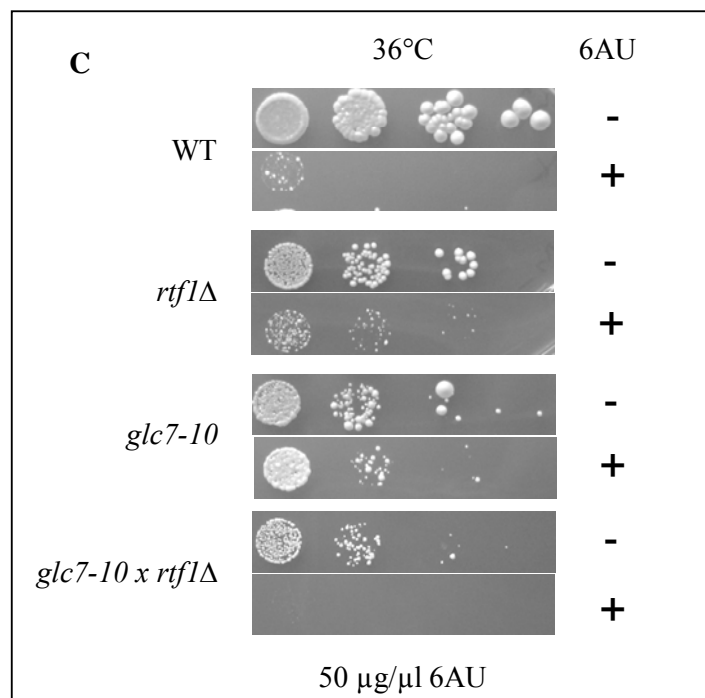 C
36°C 6AU
WT
-
+
rtf1Δ
-
+
glc7-10
-
+
glc7-10 x rtf1Δ
-
+
50 µg/µl 6AU